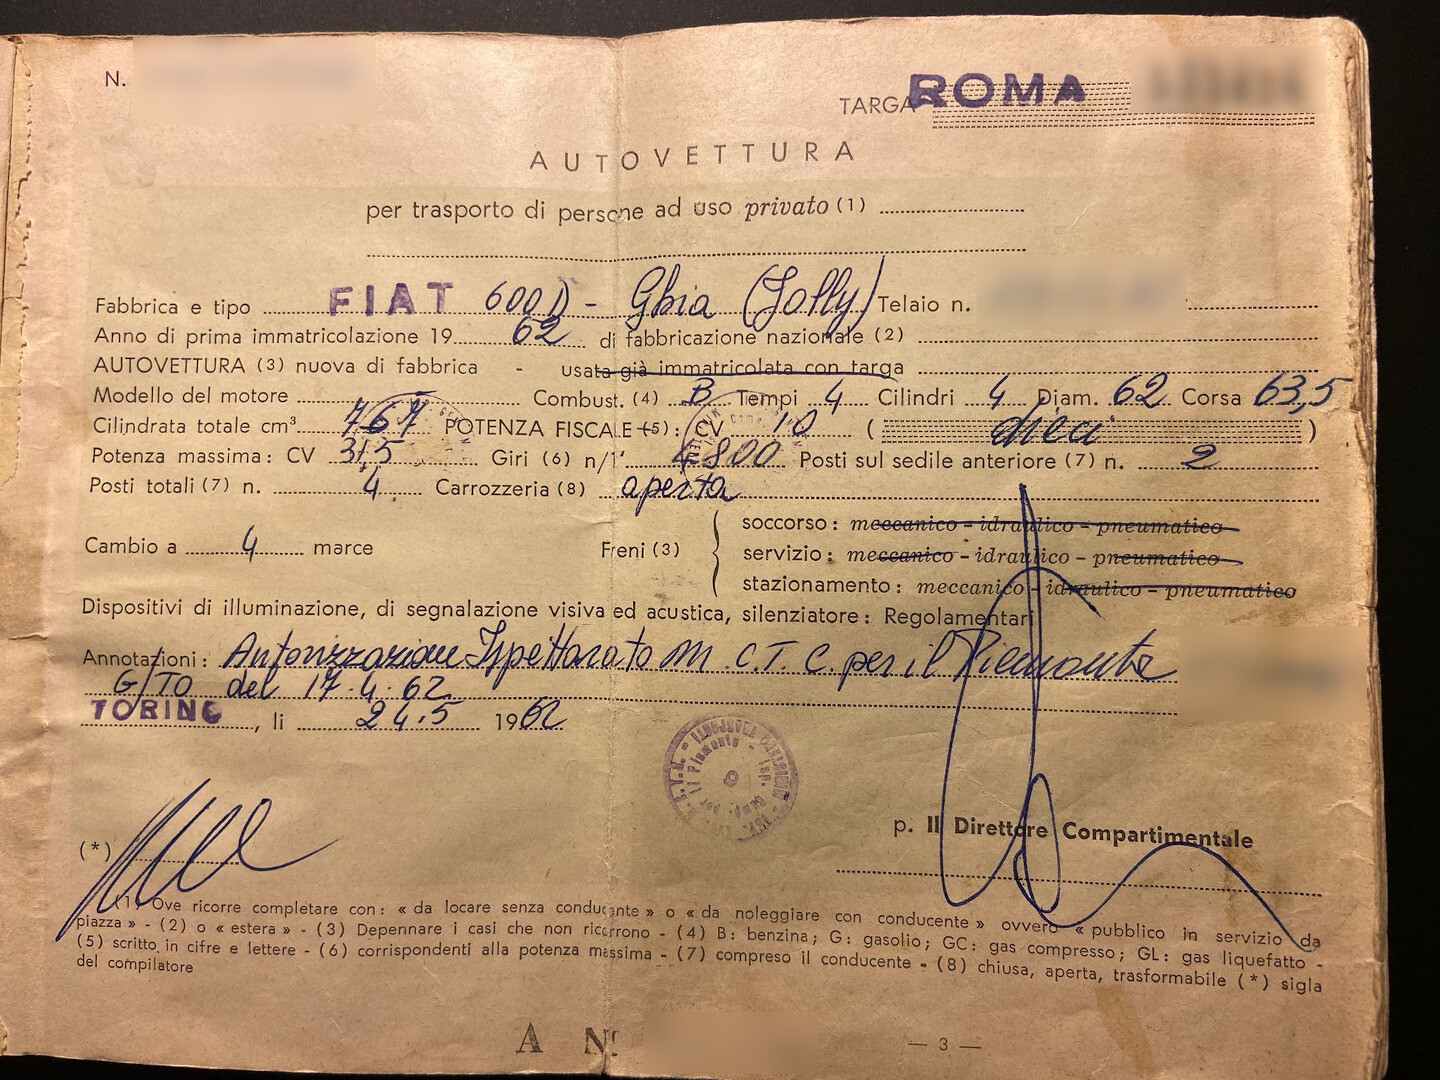 N.
TARGA ROMA
AUTOVETTURA
per trasporto di persone ad uso privato (1)
Fabbrica e tipo FIAT 600 D - Ghia (Jolly) Telaio n.
Anno di prima immatricolazione 19 62 di fabbricazione nazionale (2)
AUTOVETTURA (3) nuova di fabbrica - usata già immatricolata con targa
Modello del motore Combust. (4) B Tempi 4 Cilindri 4 Diam. 62 Corsa 63,5
Cilindrata totale cm³ 767 POTENZA FISCALE (5): CV 10 (dieci)
Potenza massima: CV 31,5 Giri (6) n/1' 4800 Posti sul sedile anteriore (7) n. 2
Posti totali (7) n. 4 Carrozzeria (8) aperta
soccorso: meccanico - idraulico - pneumatico
Cambio a 4 marce Freni (3) servizio: meccanico - idraulico - pneumatico
stazionamento: meccanico - idraulico - pneumatico
Dispositivi di illuminazione, di segnalazione visiva ed acustica, silenziatore: Regolamentari
Annotazioni: Autorizzazione Ispettorato M.C.T.C. per il Piemonte
G/TO del 17.4.62
TORINO, li 24.5 1962
p. Il Direttore Compartimentale
(*)
(1) Ove ricorre completare con: « da locare senza conducente » o « da noleggiare con conducente » ovvero « pubblico in servizio da
piazza » - (2) o « estera » - (3) Depennare i casi che non ricorrono - (4) B: benzina; G: gasolio; GC: gas compresso; GL: gas liquefatto -
(5) scritto in cifre e lettere - (6) corrispondenti alla potenza massima - (7) compreso il conducente - (8) chiusa, aperta, trasformabile (*) sigla
del compilatore
A N.
— 3 —